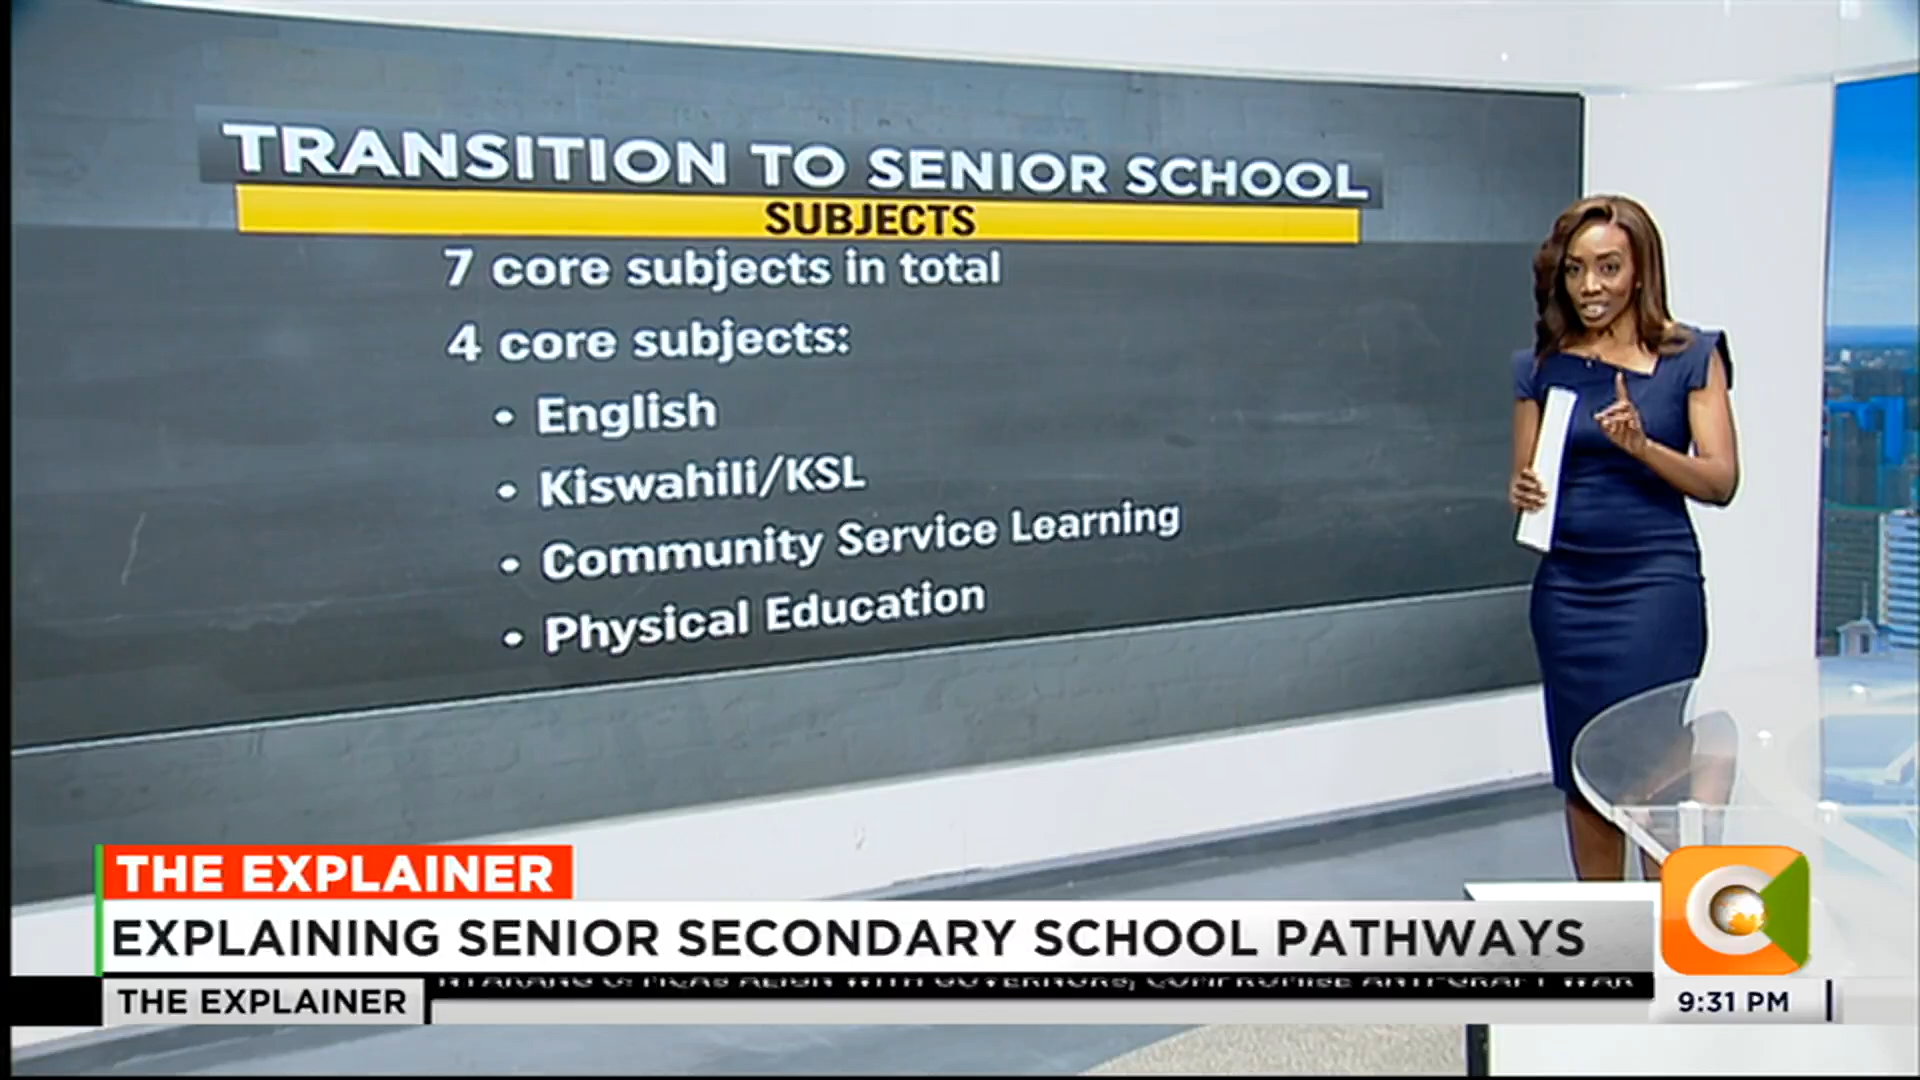 TRANSITION TO SENIOR SCHOOL
SUBJECTS
7 core subjects in total
4 core subjects:
• English
• Kiswahili/KSL
• Community Service Learning
• Physical Education
THE EXPLAINER
EXPLAINING SENIOR SECONDARY SCHOOL PATHWAYS
THE EXPLAINER
9:31 PM